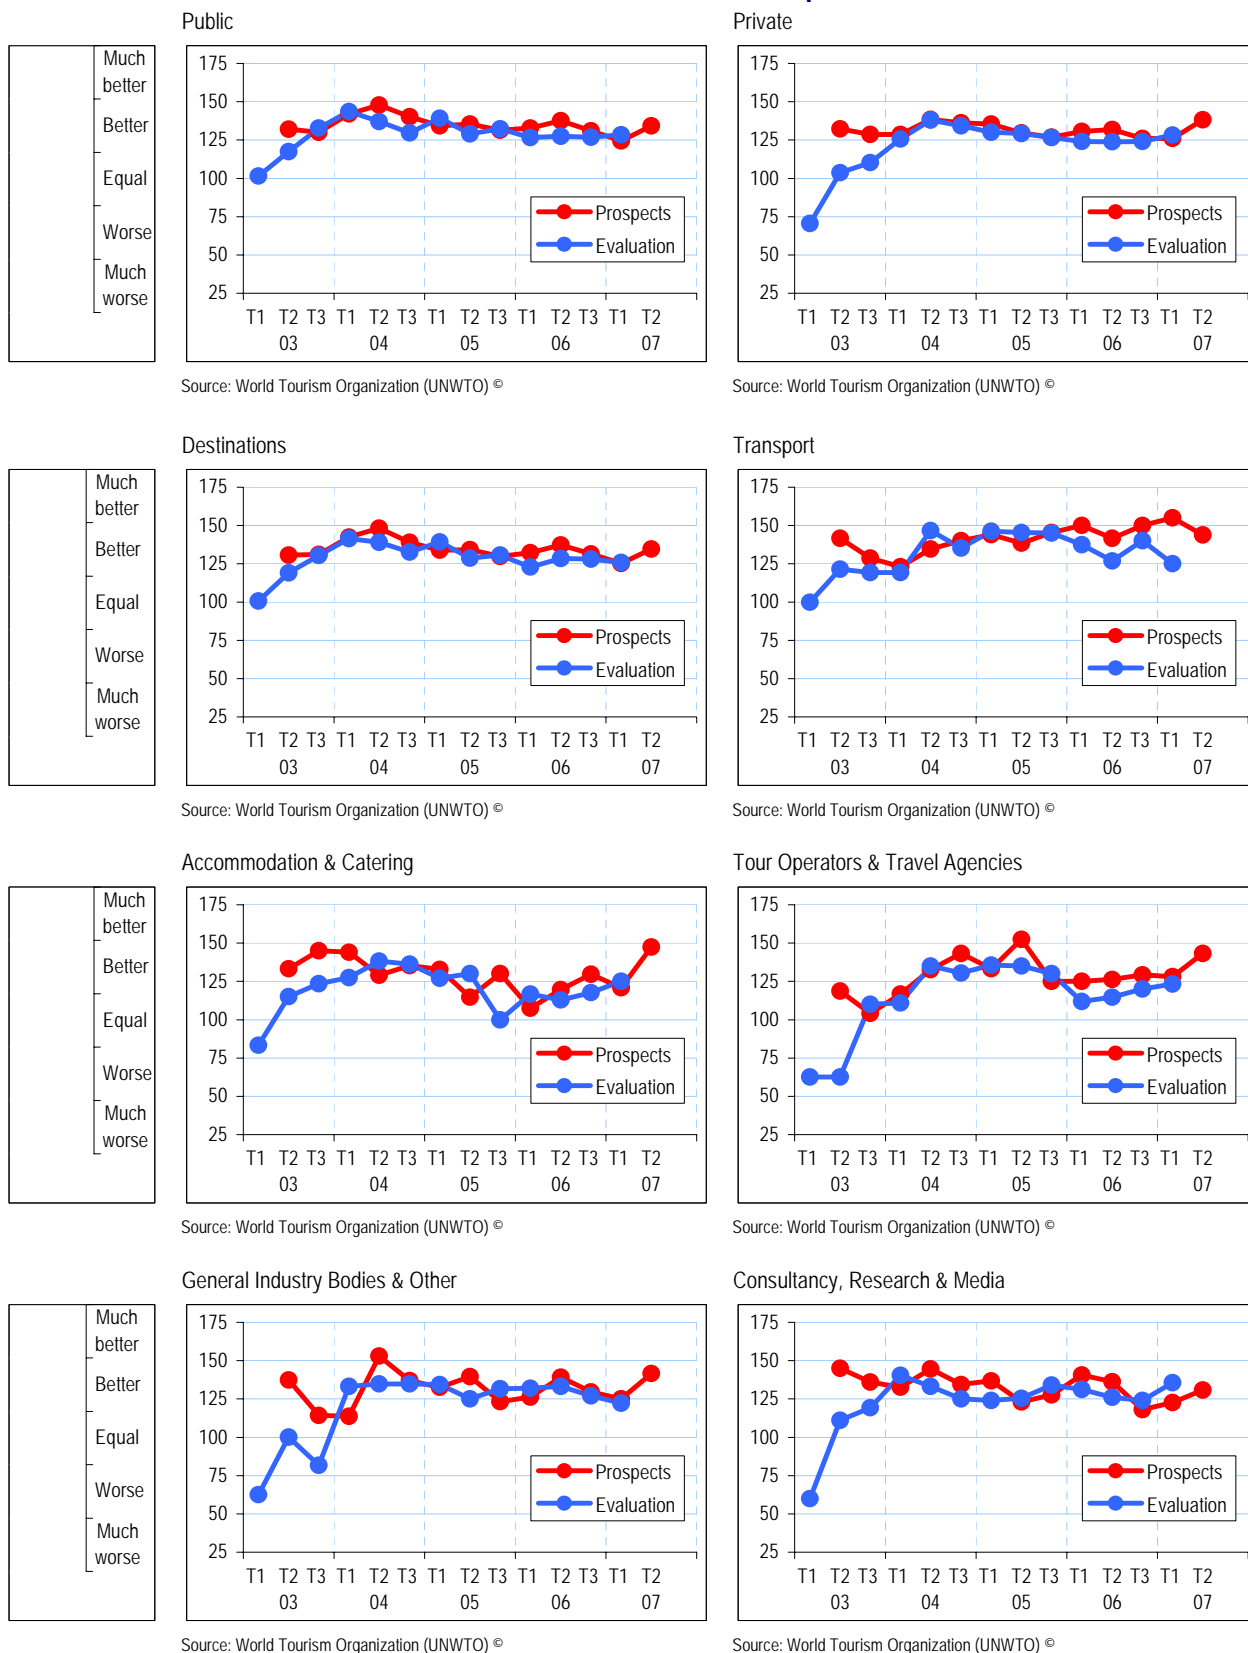 Public
Private
Much
better
Better
Equal
Worse
Much
worse
175
150
125
100
75
50
25
Prospects
Evaluation
T1 T2 T3 T1 T2 T3 T1 T2 T3 T1 T2 T3 T1 T2
03 04 05 06 07
175
150
125
100
75
50
25
Prospects
Evaluation
T1 T2 T3 T1 T2 T3 T1 T2 T3 T1 T2 T3 T1 T2
03 04 05 06 07
Source: World Tourism Organization (UNWTO) ©
Source: World Tourism Organization (UNWTO) ©
Destinations
Transport
Much
better
Better
Equal
Worse
Much
worse
175
150
125
100
75
50
25
Prospects
Evaluation
T1 T2 T3 T1 T2 T3 T1 T2 T3 T1 T2 T3 T1 T2
03 04 05 06 07
175
150
125
100
75
50
25
Prospects
Evaluation
T1 T2 T3 T1 T2 T3 T1 T2 T3 T1 T2 T3 T1 T2
03 04 05 06 07
Source: World Tourism Organization (UNWTO) ©
Source: World Tourism Organization (UNWTO) ©
Accommodation & Catering
Tour Operators & Travel Agencies
Much
better
Better
Equal
Worse
Much
worse
175
150
125
100
75
50
25
Prospects
Evaluation
T1 T2 T3 T1 T2 T3 T1 T2 T3 T1 T2 T3 T1 T2
03 04 05 06 07
175
150
125
100
75
50
25
Prospects
Evaluation
T1 T2 T3 T1 T2 T3 T1 T2 T3 T1 T2 T3 T1 T2
03 04 05 06 07
Source: World Tourism Organization (UNWTO) ©
Source: World Tourism Organization (UNWTO) ©
General Industry Bodies & Other
Consultancy, Research & Media
Much
better
Better
Equal
Worse
Much
worse
175
150
125
100
75
50
25
Prospects
Evaluation
T1 T2 T3 T1 T2 T3 T1 T2 T3 T1 T2 T3 T1 T2
03 04 05 06 07
175
150
125
100
75
50
25
Prospects
Evaluation
T1 T2 T3 T1 T2 T3 T1 T2 T3 T1 T2 T3 T1 T2
03 04 05 06 07
Source: World Tourism Organization (UNWTO) ©
Source: World Tourism Organization (UNWTO) ©